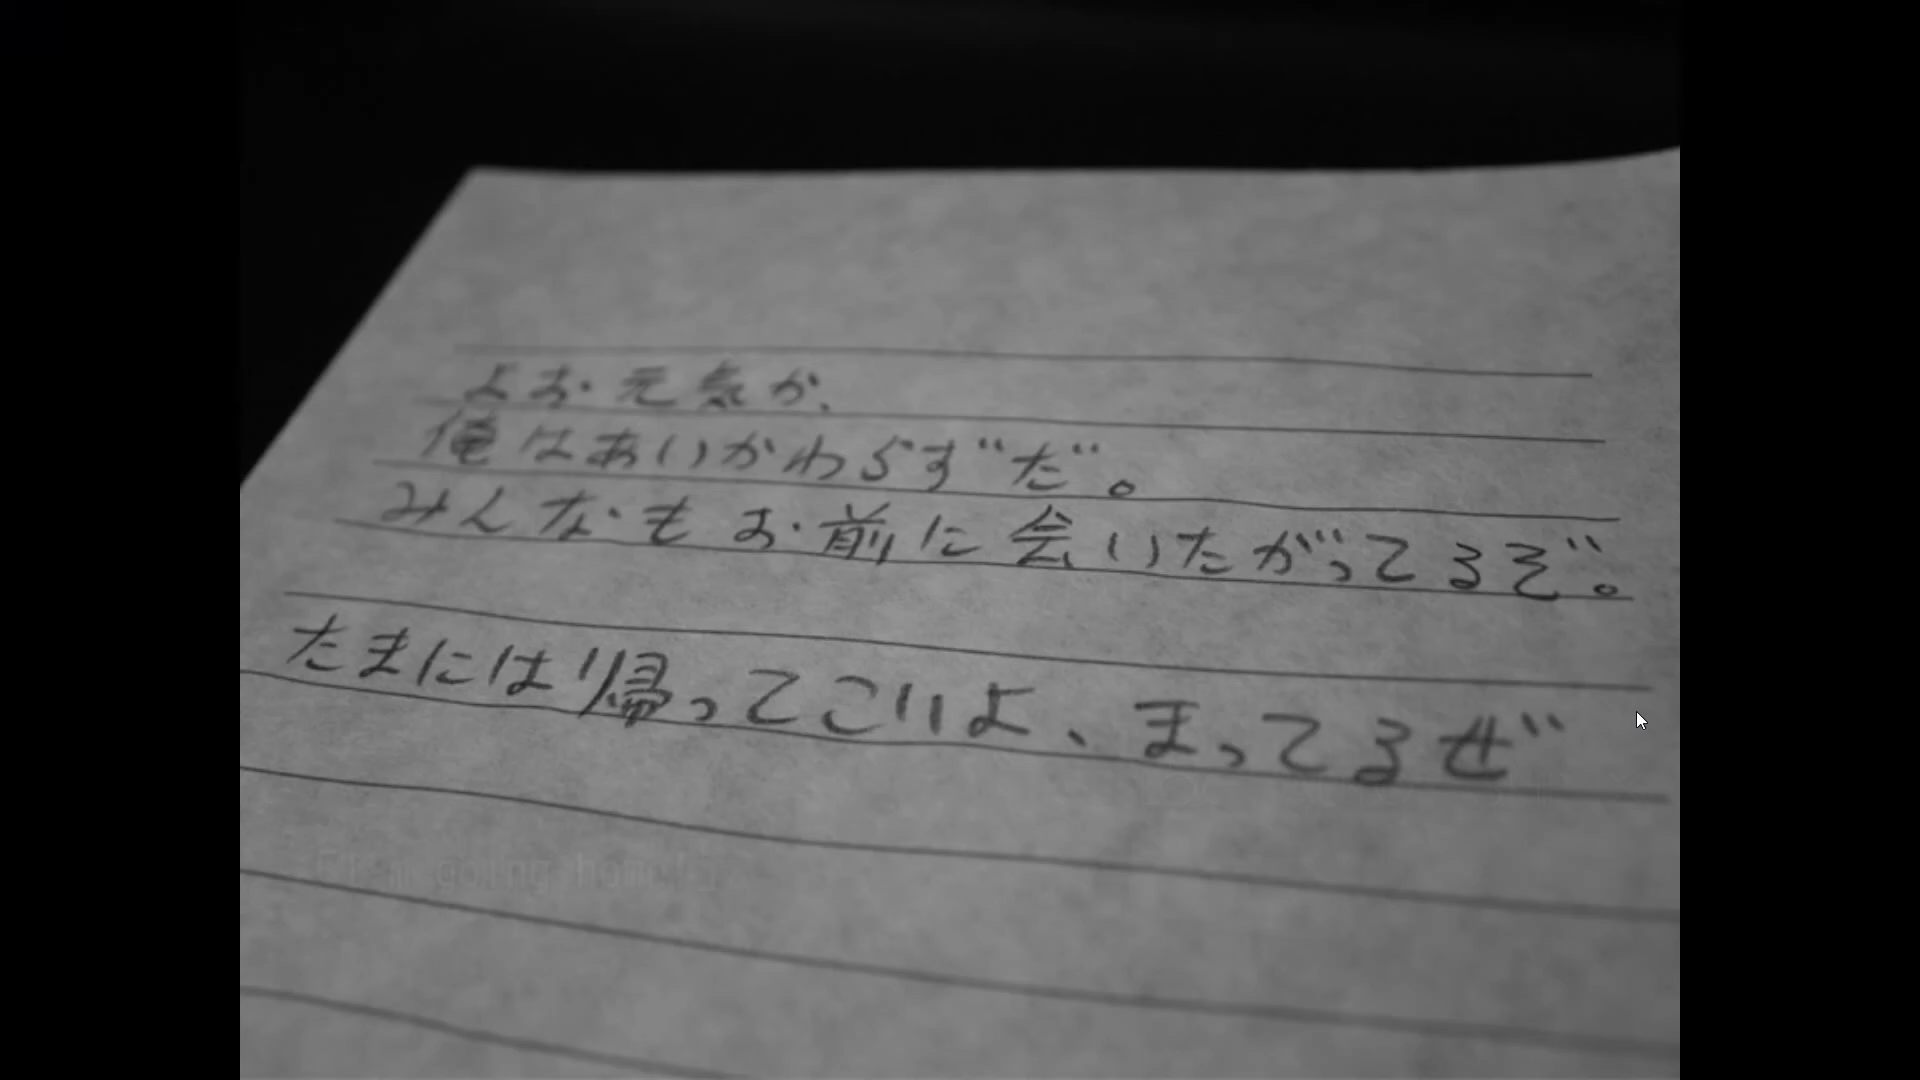 よお元気か、
俺はあいかわらずだ。
みんなもお前に会いたがってるぞ。
たまには帰ってこいよ、まってるぜ
going home